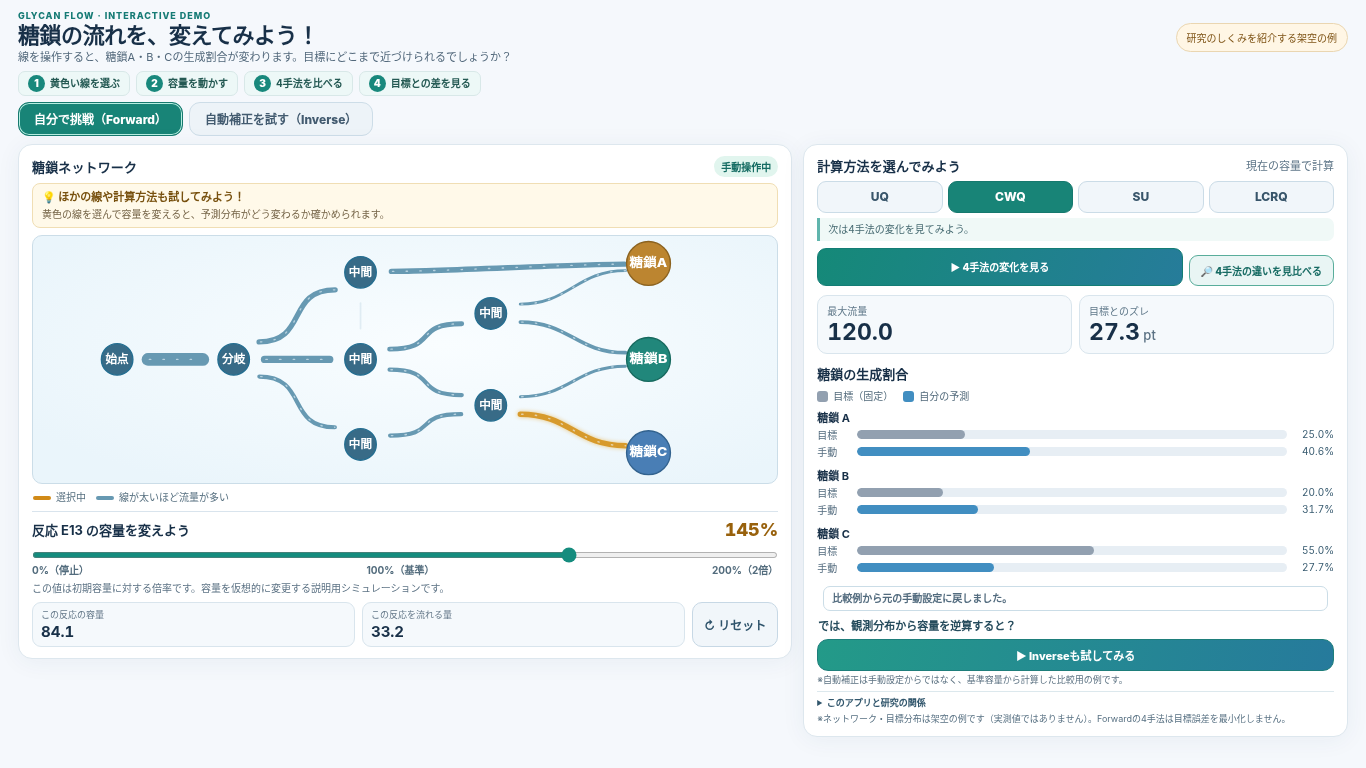 GLYCAN FLOW · INTERACTIVE DEMO
糖鎖の流れを、変えてみよう！
線を操作すると、糖鎖A・B・Cの生成割合が変わります。目標にどこまで近づけられるでしょうか？
研究のしくみを紹介する架空の例
1 黄色い線を選ぶ
2 容量を動かす
3 4手法を比べる
4 目標との差を見る
自分で挑戦（Forward）
自動補正を試す（Inverse）
糖鎖ネットワーク
手動操作中
💡 ほかの線や計算方法も試してみよう！
黄色の線を選んで容量を変えると、予測分布がどう変わるか確かめられます。
始点
分岐
中間
中間
中間
中間
中間
糖鎖A
糖鎖B
糖鎖C
選択中
線が太いほど流量が多い
反応 E13 の容量を変えよう
145%
0%（停止）
100%（基準）
200%（2倍）
この値は初期容量に対する倍率です。容量を仮想的に変更する説明用シミュレーションです。
この反応の容量
84.1
この反応を流れる量
33.2
↻ リセット
計算方法を選んでみよう
現在の容量で計算
UQ
CWQ
SU
LCRQ
次は4手法の変化を見てみよう。
▶ 4手法の変化を見る
🔎 4手法の違いを見比べる
最大流量
120.0
目標とのズレ
27.3 pt
糖鎖の生成割合
目標（固定）
自分の予測
糖鎖 A
目標 25.0%
手動 40.6%
糖鎖 B
目標 20.0%
手動 31.7%
糖鎖 C
目標 55.0%
手動 27.7%
比較例から元の手動設定に戻しました。
では、観測分布から容量を逆算すると？
▶ Inverseも試してみる
※自動補正は手動設定からではなく、基準容量から計算した比較用の例です。
▶ このアプリと研究の関係
※ネットワーク・目標分布は架空の例です（実測値ではありません）。Forwardの4手法は目標誤差を最小化しません。